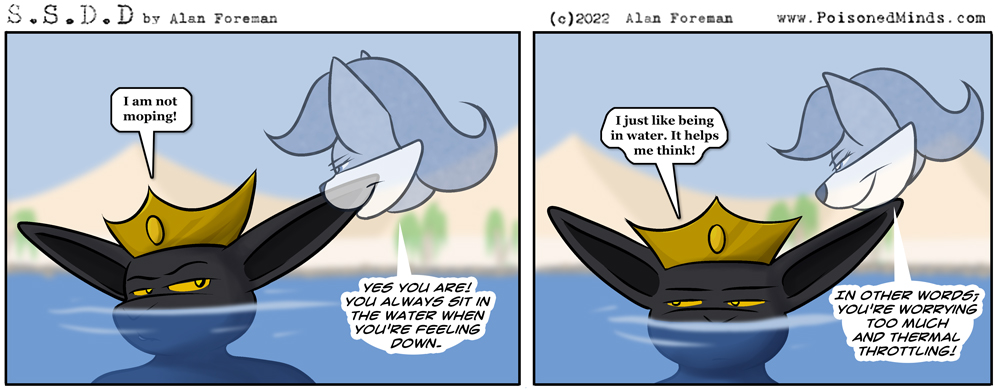 S.S.D.D by Alan Foreman
(c)2022 Alan Foreman www.PoisonedMinds.com
I am not
moping!
YES YOU ARE!
YOU ALWAYS SIT IN
THE WATER WHEN
YOU'RE FEELING
DOWN.
I just like being
in water. It helps
me think!
IN OTHER WORDS;
YOU'RE WORRYING
TOO MUCH
AND THERMAL
THROTTLING!